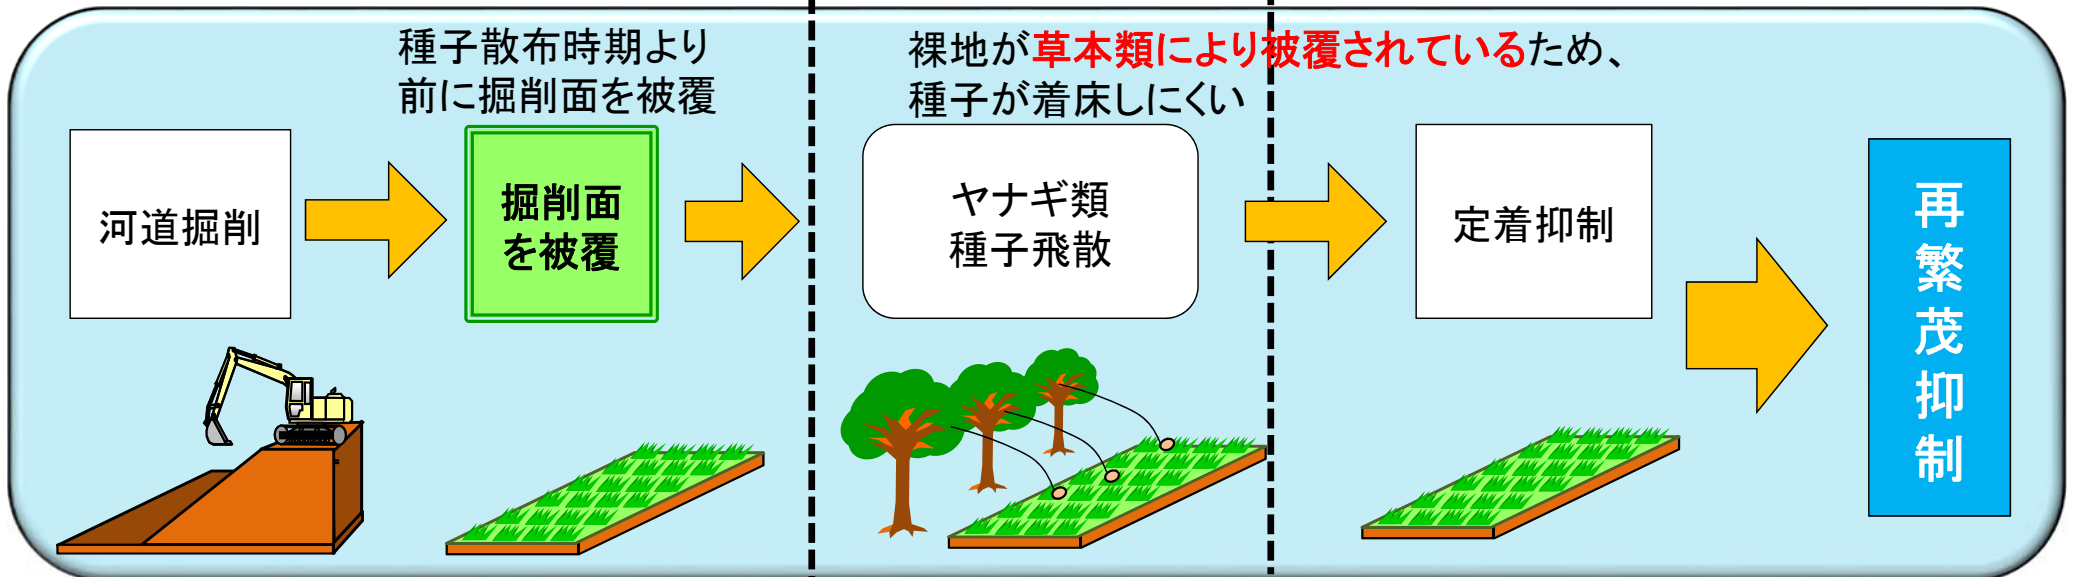 種子散布時期より
前に掘削面を被覆
裸地が草本類により被覆されているため、
種子が着床しにくい
河道掘削
掘削面
を被覆
ヤナギ類
種子飛散
定着抑制
再繁茂抑制